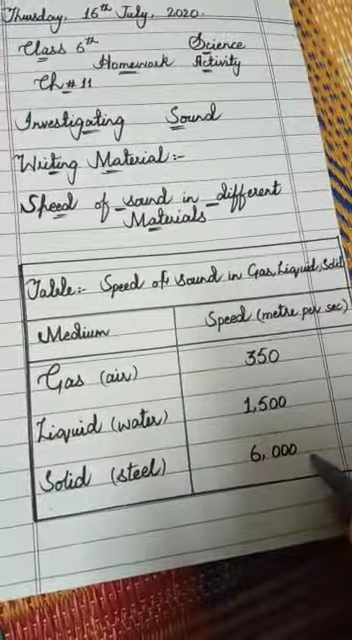 Thursday, 16th July, 2020.
Class 6th Science
Homework Activity
Ch # 11
Investigating Sound
Writing Material:-
Speed of sound in different
Materials
Table:- Speed of sound in Gas, Liquid, Solid
Medium Speed (metre per sec)
Gas (air) 350
Liquid (water) 1,500
Solid (steel) 6,000